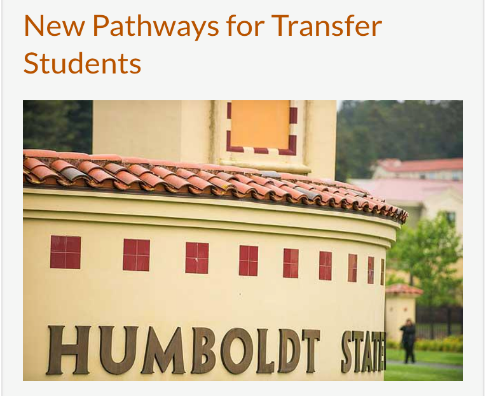 New Pathways for Transfer
Students
HUMBOLDT STATE